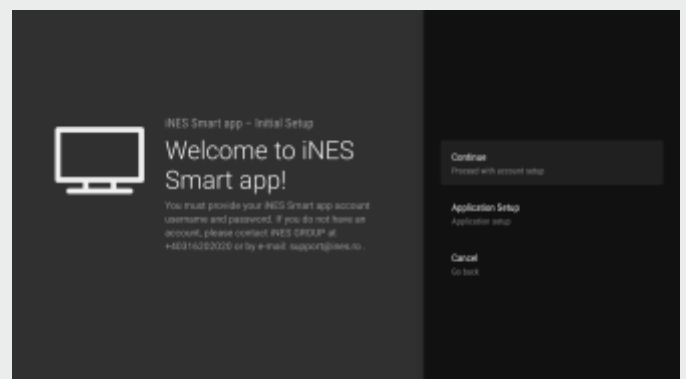 iNES Smart app – Initial Setup
Welcome to iNES
Smart app!
You must provide your iNES Smart app account
username and password. If you do not have an
account, please contact iNES GROUP at
+40316202020 or by e-mail: support@ines.ro .
Continue
Proceed with account setup
Application Setup
Application setup
Cancel
Go back